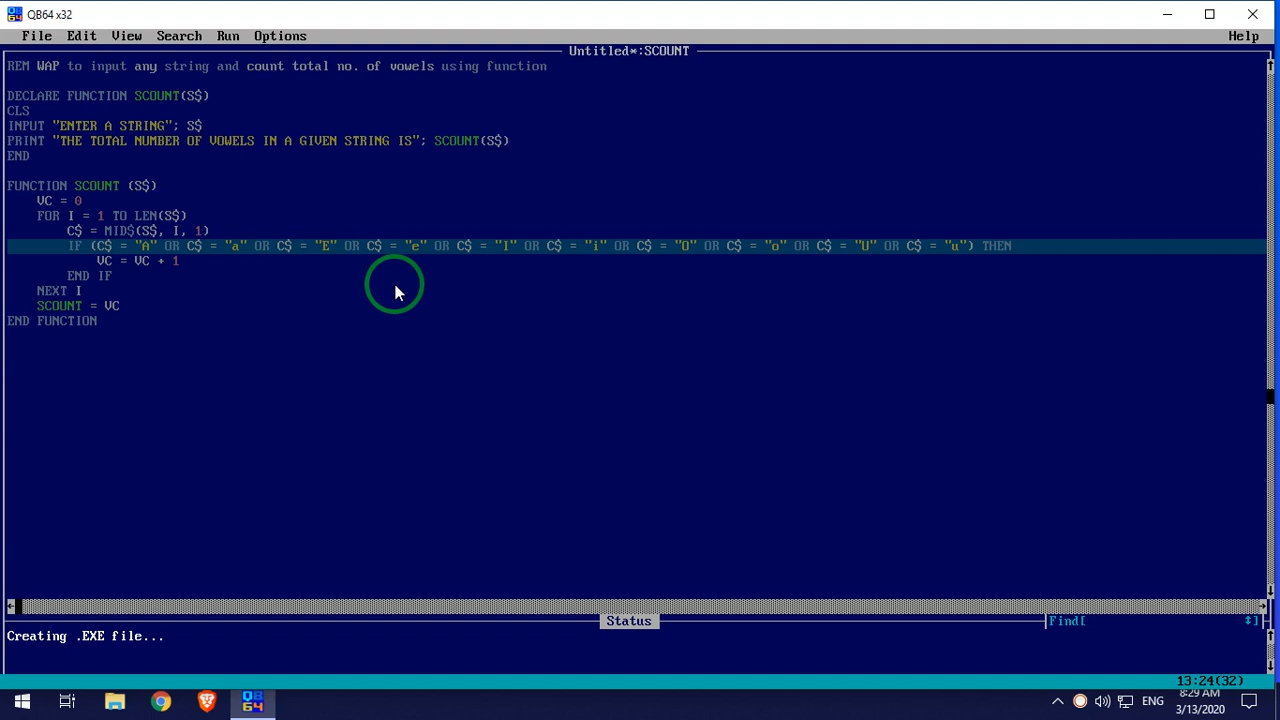 QB64 x32
File Edit View Search Run Options Help
Untitled*:SCOUNT
REM WAP to input any string and count total no. of vowels using function
DECLARE FUNCTION SCOUNT(S$)
CLS
INPUT "ENTER A STRING"; S$
PRINT "THE TOTAL NUMBER OF VOWELS IN A GIVEN STRING IS"; SCOUNT(S$)
END
FUNCTION SCOUNT (S$)
VC = 0
FOR I = 1 TO LEN(S$)
C$ = MID$(S$, I, 1)
IF (C$ = "A" OR C$ = "a" OR C$ = "E" OR C$ = "e" OR C$ = "I" OR C$ = "i" OR C$ = "O" OR C$ = "o" OR C$ = "U" OR C$ = "u") THEN
VC = VC + 1
END IF
NEXT I
SCOUNT = VC
END FUNCTION
Status
Find[ ]
Creating .EXE file...
13:24(32)
QB
64
ENG
8:29 AM
3/13/2020